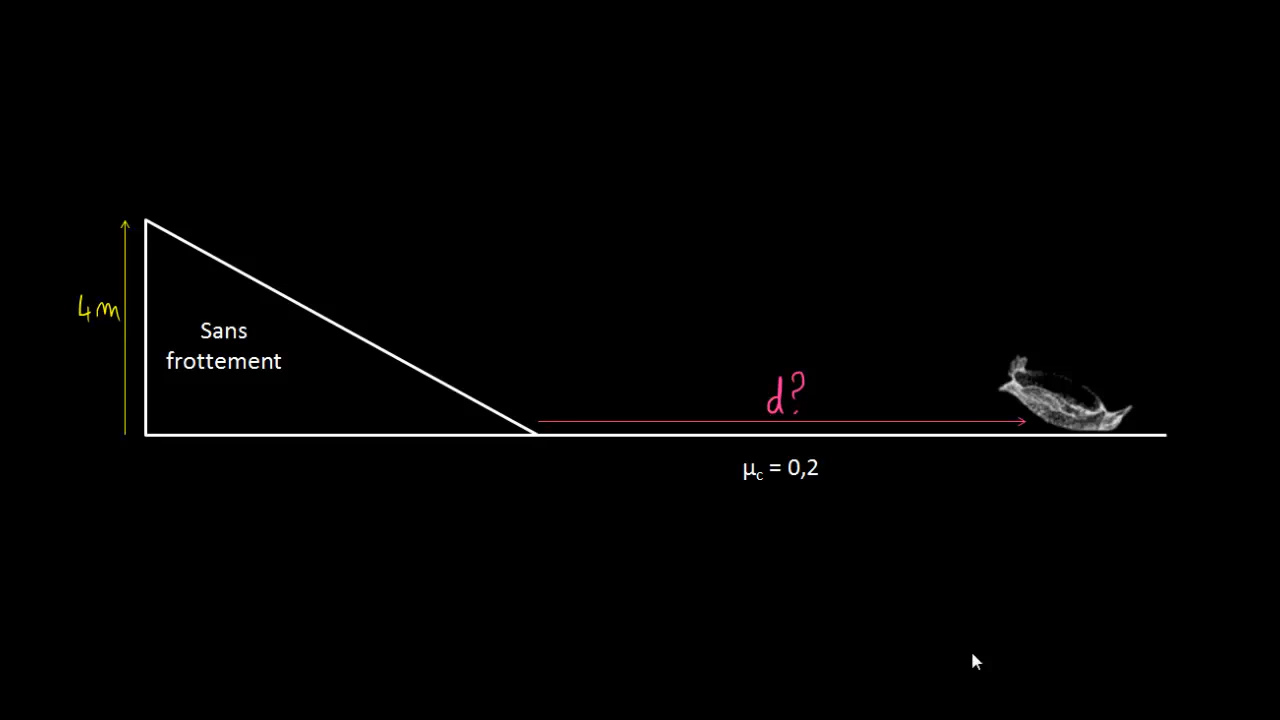 4m
Sans
frottement
d?
μc = 0,2